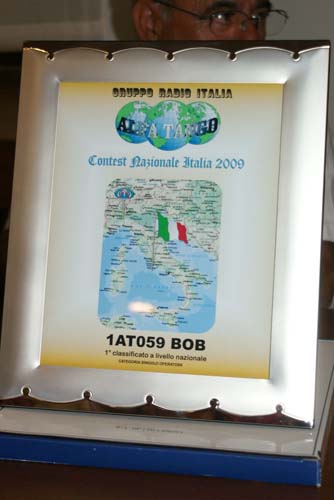 GRUPPO RADIO ITALIA
ALFA TANGO
Contest Nazionale Italia 2009
1AT059 BOB
1° classificato a livello nazionale
CATEGORIA SINGOLO OPERATORE